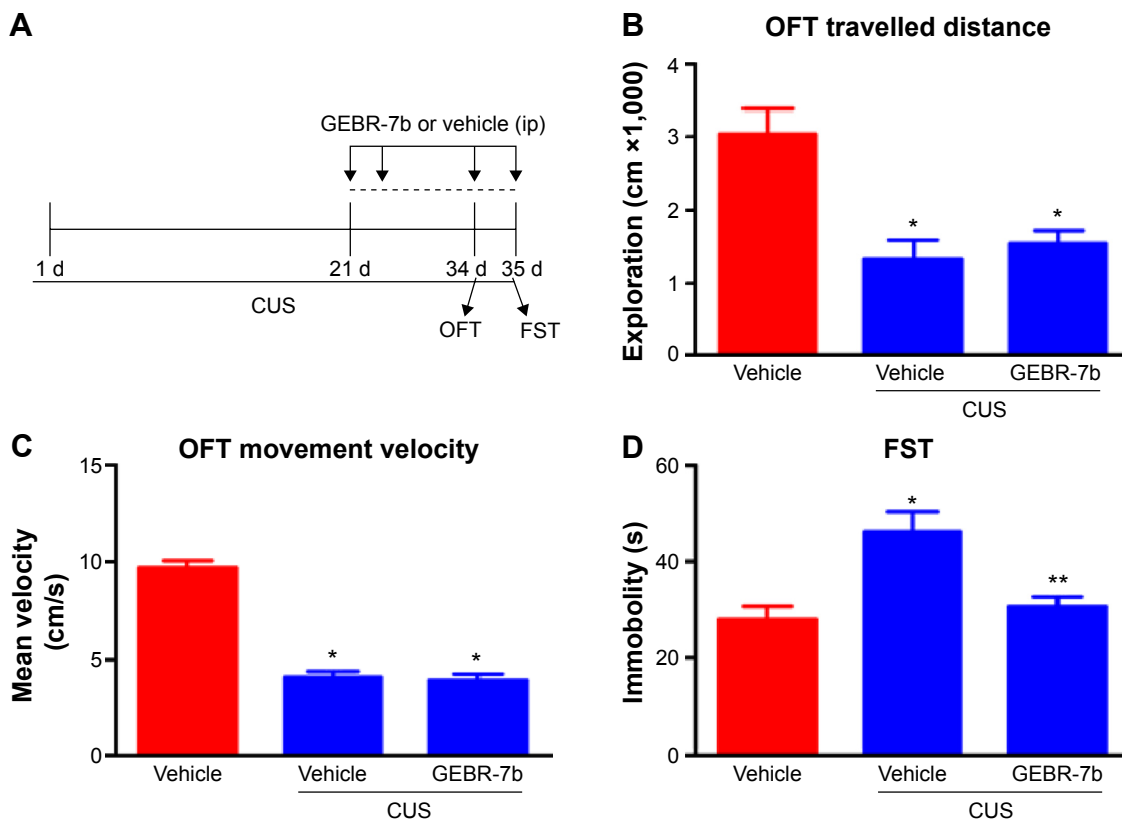 A
GEBR-7b or vehicle (ip)
1 d 21 d 34 d 35 d
CUS
OFT FST
B
OFT travelled distance
Exploration (cm ×1,000)
4
3
2
1
0
*
*
Vehicle Vehicle GEBR-7b
CUS
C
OFT movement velocity
Mean velocity
(cm/s)
15
10
5
0
*
*
Vehicle Vehicle GEBR-7b
CUS
D
FST
Immobolity (s)
60
40
20
0
*
**
Vehicle Vehicle GEBR-7b
CUS